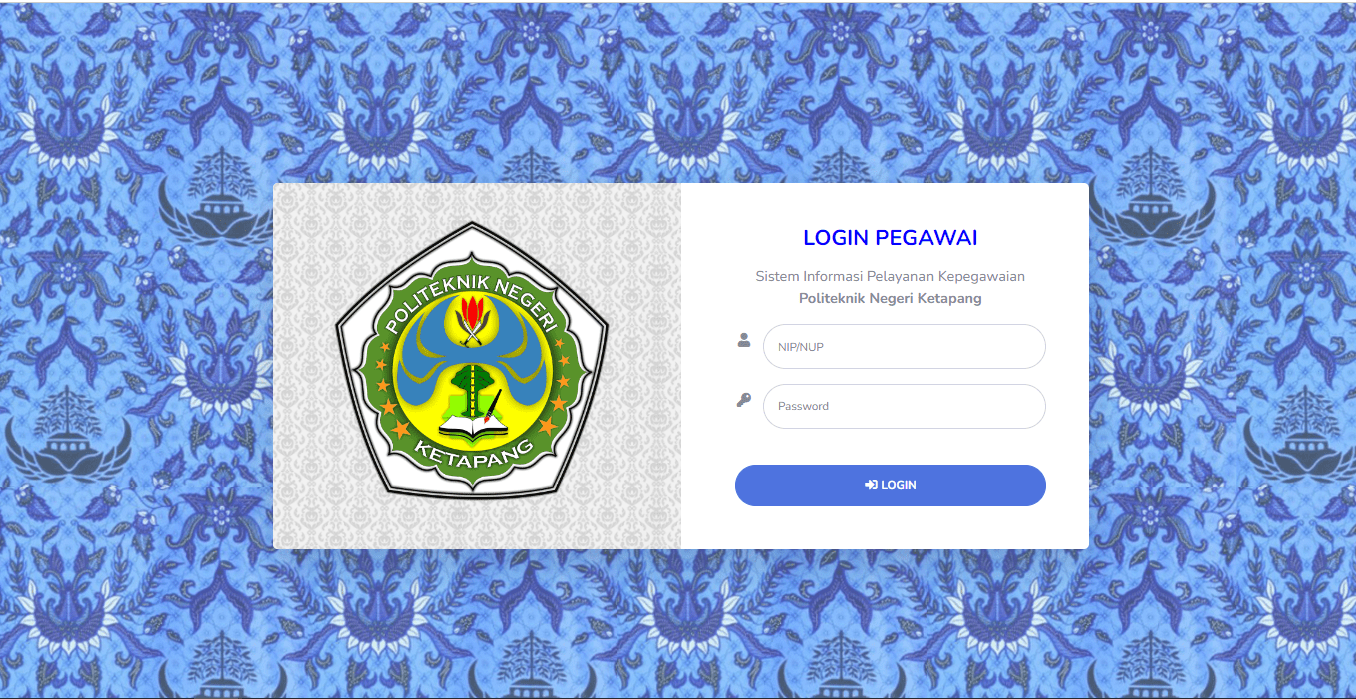 POLITEKNIK NEGERI
KETAPANG
LOGIN PEGAWAI
Sistem Informasi Pelayanan Kepegawaian
Politeknik Negeri Ketapang
NIP/NUP
Password
LOGIN